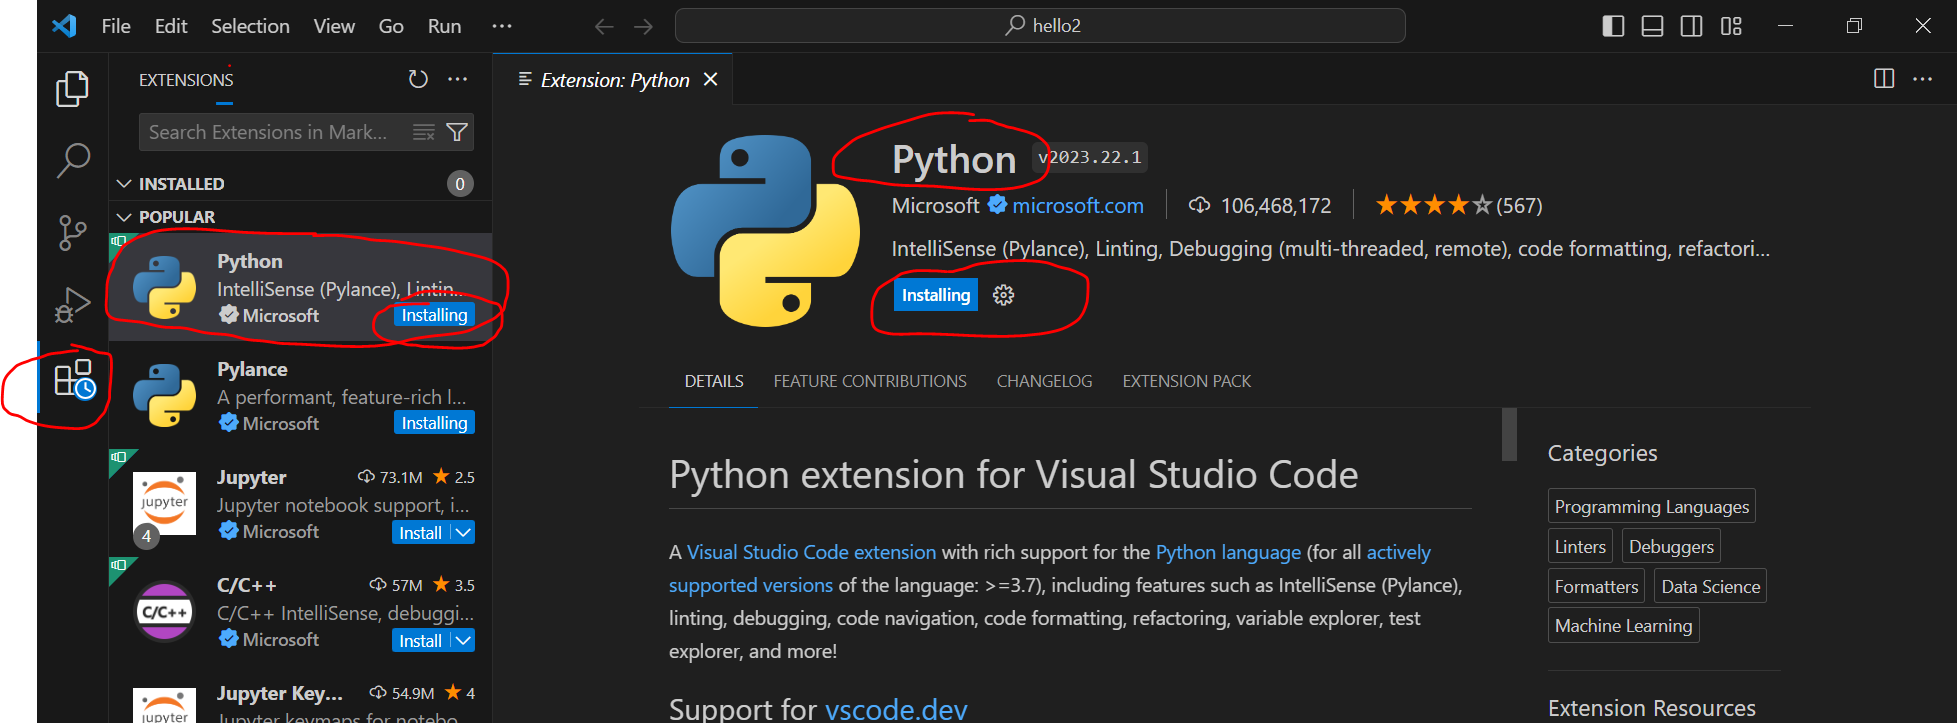 File Edit Selection View Go Run ···
hello2
EXTENSIONS
Search Extensions in Mark...
INSTALLED 0
POPULAR
Python
IntelliSense (Pylance), Lintin...
Microsoft Installing
Pylance
A performant, feature-rich l...
Microsoft Installing
Jupyter 73.1M 2.5
Jupyter notebook support, i...
Microsoft Install
jupyter
4
C/C++ 57M 3.5
C/C++ IntelliSense, debuggi...
Microsoft Install
C/C++
Jupyter Key... 54.9M 4
Jupyter keymaps for notebo...
jupyter
Extension: Python
Python v2023.22.1
Microsoft microsoft.com 106,468,172 (567)
IntelliSense (Pylance), Linting, Debugging (multi-threaded, remote), code formatting, refactori...
Installing
DETAILS FEATURE CONTRIBUTIONS CHANGELOG EXTENSION PACK
Python extension for Visual Studio Code
A Visual Studio Code extension with rich support for the Python language (for all actively
supported versions of the language: >=3.7), including features such as IntelliSense (Pylance),
linting, debugging, code navigation, code formatting, refactoring, variable explorer, test
explorer, and more!
Support for vscode.dev
Categories
Programming Languages
Linters Debuggers
Formatters Data Science
Machine Learning
Extension Resources